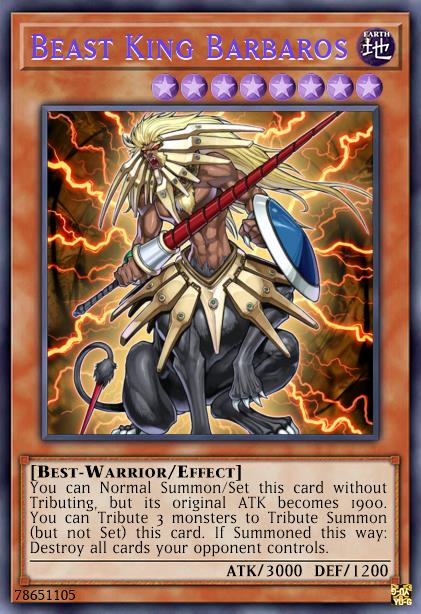 Beast King Barbaros
EARTH
地
[Best-Warrior/Effect]
You can Normal Summon/Set this card without
Tributing, but its original ATK becomes 1900.
You can Tribute 3 monsters to Tribute Summon
(but not Set) this card. If Summoned this way:
Destroy all cards your opponent controls.
ATK/3000 DEF/1200
78651105